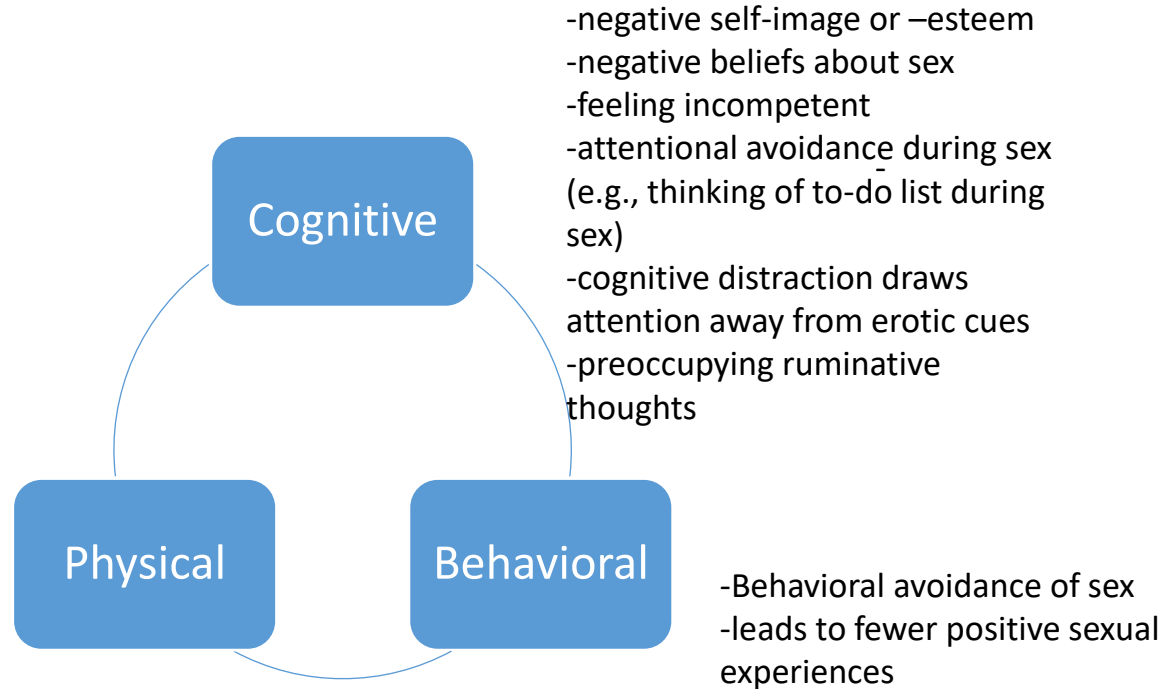 -negative self-image or –esteem
-negative beliefs about sex
-feeling incompetent
-attentional avoidance during sex
(e.g., thinking of to-do list during
sex)
-cognitive distraction draws
attention away from erotic cues
-preoccupying ruminative
thoughts
-
Cognitive
Physical
Behavioral
-Behavioral avoidance of sex
-leads to fewer positive sexual
experiences